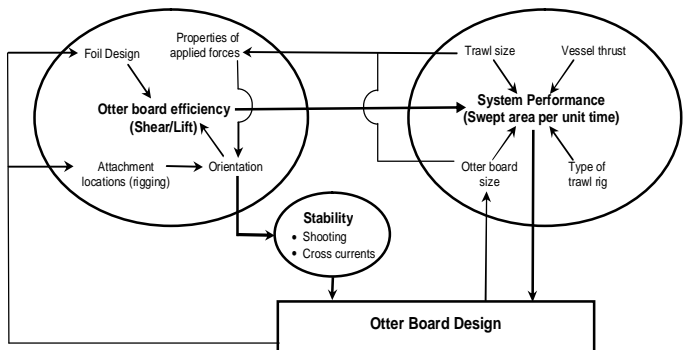 Foil Design
Properties of
applied forces
Otter board efficiency
(Shear/Lift)
Attachment
locations (rigging)
Orientation
Trawl size
Vessel thrust
System Performance
(Swept area per unit time)
Otter board
size
Type of
trawl rig
Stability
• Shooting
• Cross currents
Otter Board Design